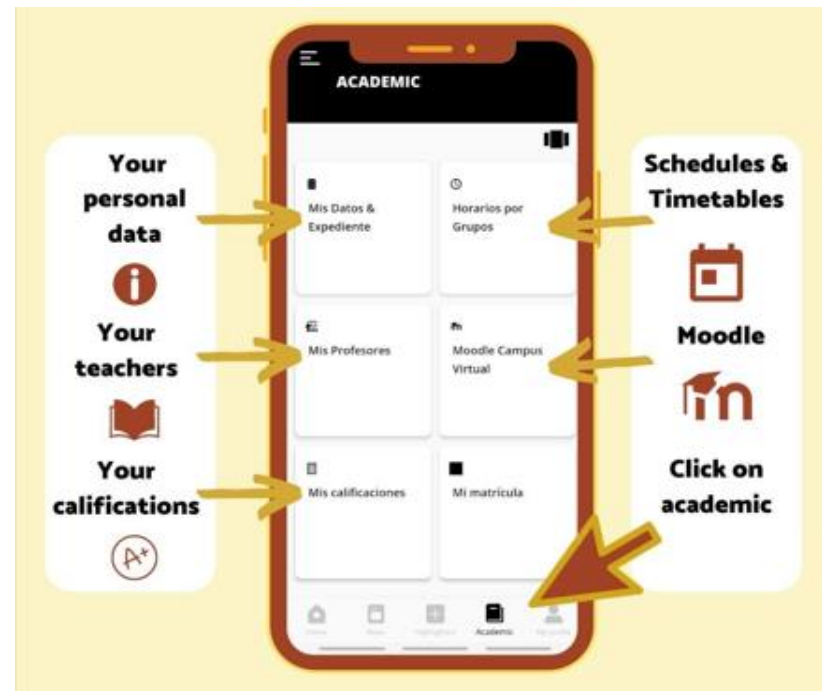 ACADEMIC
Your
personal
data
Your
teachers
Your
califications
A+
Mis Datos &
Expediente
Horarios por
Grupos
Mis Profesores
Moodle Campus
Virtual
Mis calificaciones
Mi matrícula
Academic
Schedules &
Timetables
Moodle
m
Click on
academic